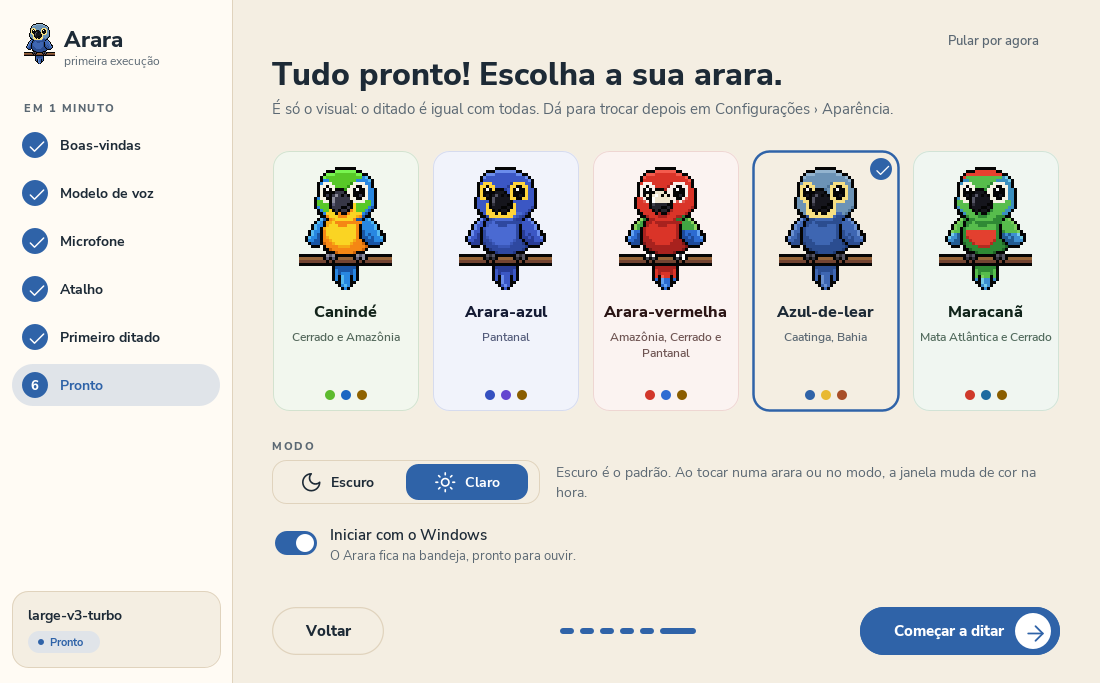 Arara
primeira execução
EM 1 MINUTO
Boas-vindas
Modelo de voz
Microfone
Atalho
Primeiro ditado
6 Pronto
large-v3-turbo
Pronto
Pular por agora
Tudo pronto! Escolha a sua arara.
É só o visual: o ditado é igual com todas. Dá para trocar depois em Configurações › Aparência.
Canindé
Cerrado e Amazônia
Arara-azul
Pantanal
Arara-vermelha
Amazônia, Cerrado e
Pantanal
Azul-de-lear
Caatinga, Bahia
Maracanã
Mata Atlântica e Cerrado
MODO
Escuro
Claro
Escuro é o padrão. Ao tocar numa arara ou no modo, a janela muda de cor na
hora.
Iniciar com o Windows
O Arara fica na bandeja, pronto para ouvir.
Voltar
Começar a ditar